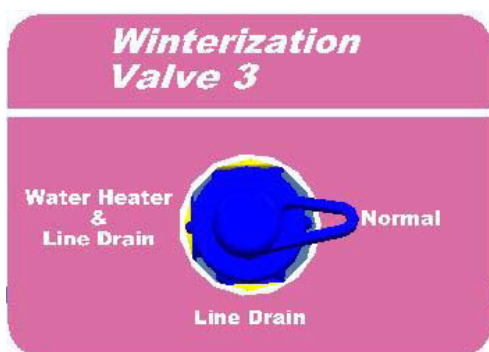 Winterization
Valve 3
Water Heater
&
Line Drain
Normal
Line Drain